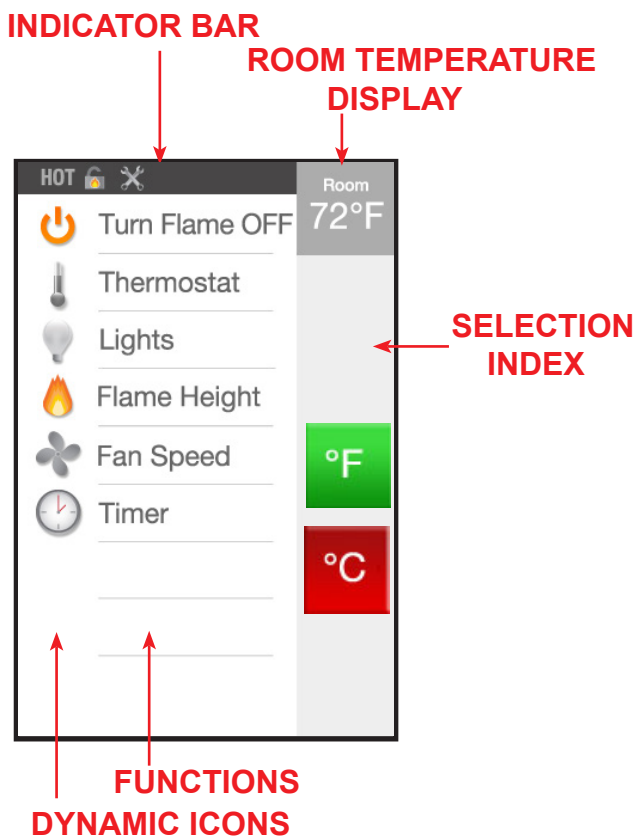 INDICATOR BAR
ROOM TEMPERATURE
DISPLAY
HOT
Room
72°F
Turn Flame OFF
Thermostat
Lights
SELECTION
INDEX
Flame Height
Fan Speed
°F
Timer
°C
FUNCTIONS
DYNAMIC ICONS